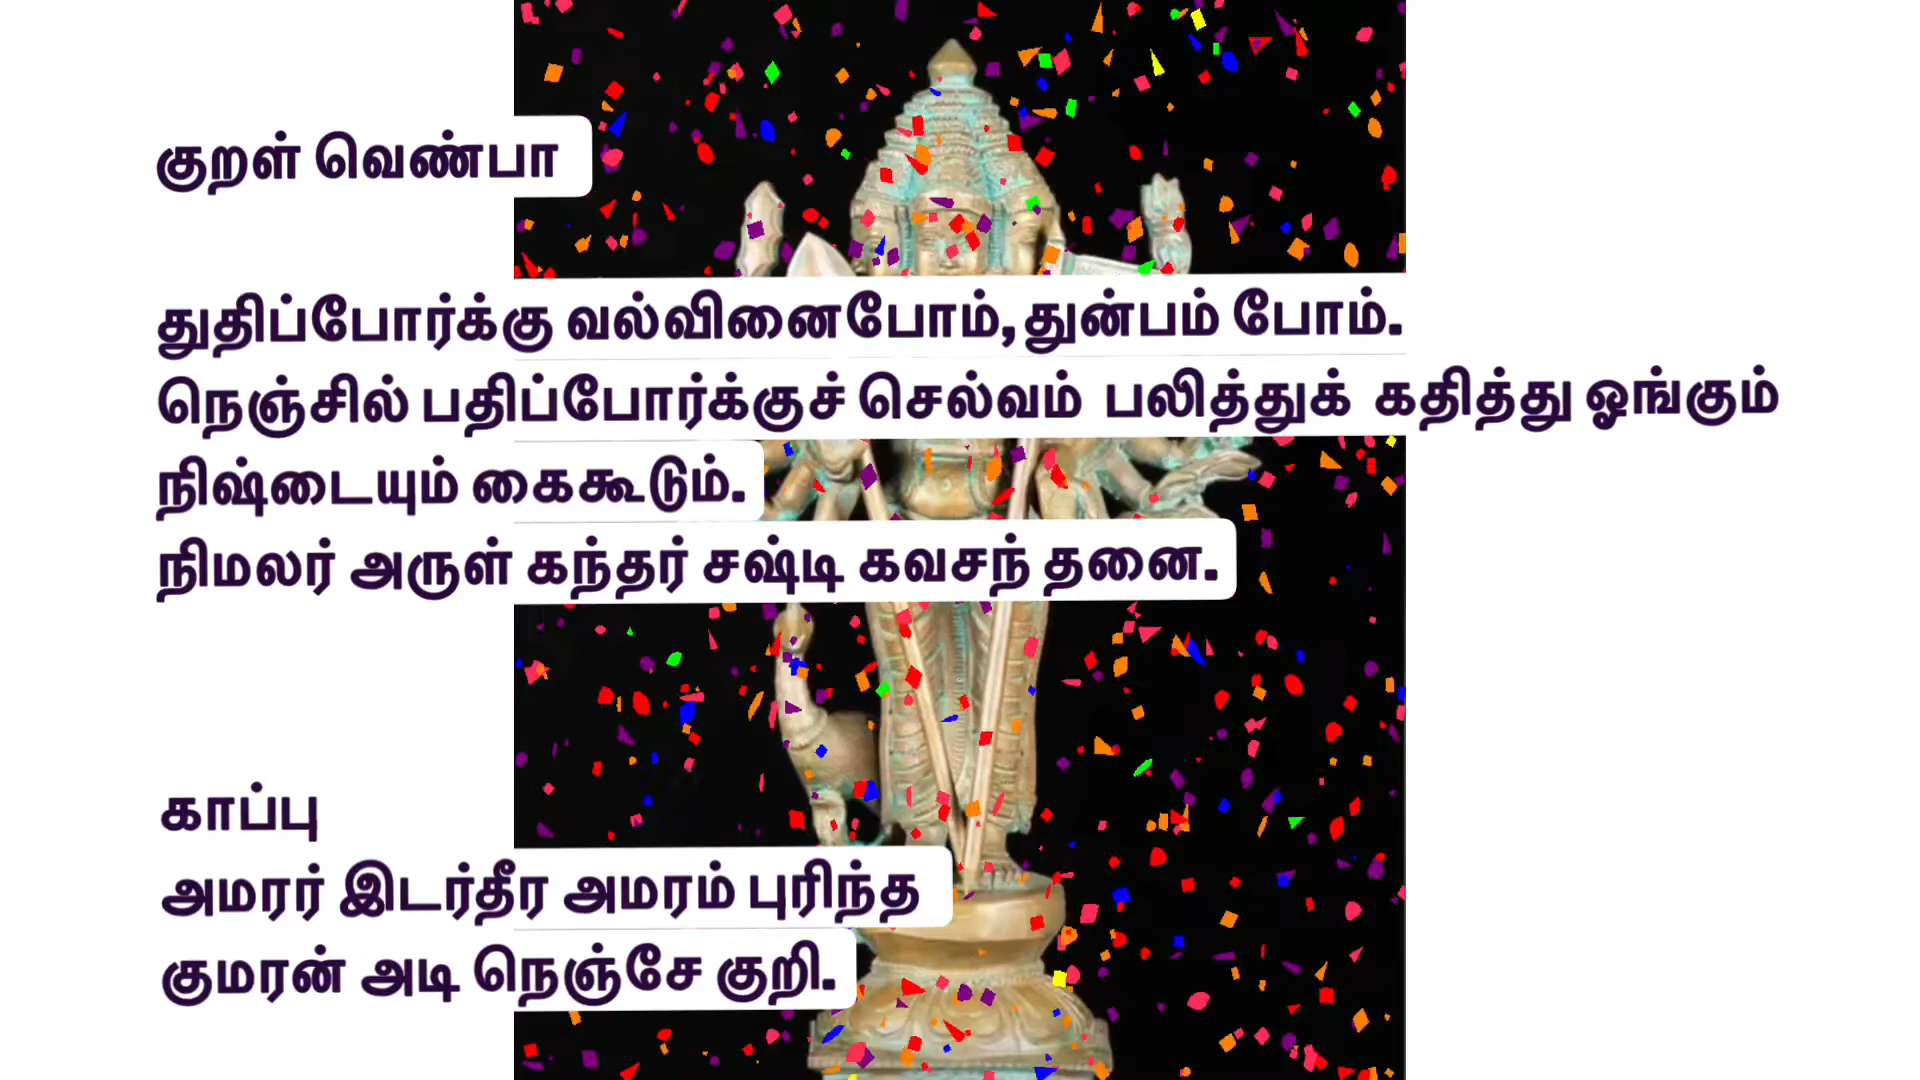 குறள் வெண்பா
துதிப்போர்க்கு வல்வினைபோம்,துன்பம் போம்.
நெஞ்சில் பதிப்போர்க்குச் செல்வம் பலித்துக் கதித்து ஓங்கும்
நிஷ்டையும் கைகூடும்.
நிமலர் அருள் கந்தர் சஷ்டி கவசந் தனை.
காப்பு
அமரர் இடர்தீர அமரம் புரிந்த
குமரன் அடி நெஞ்சே குறி.